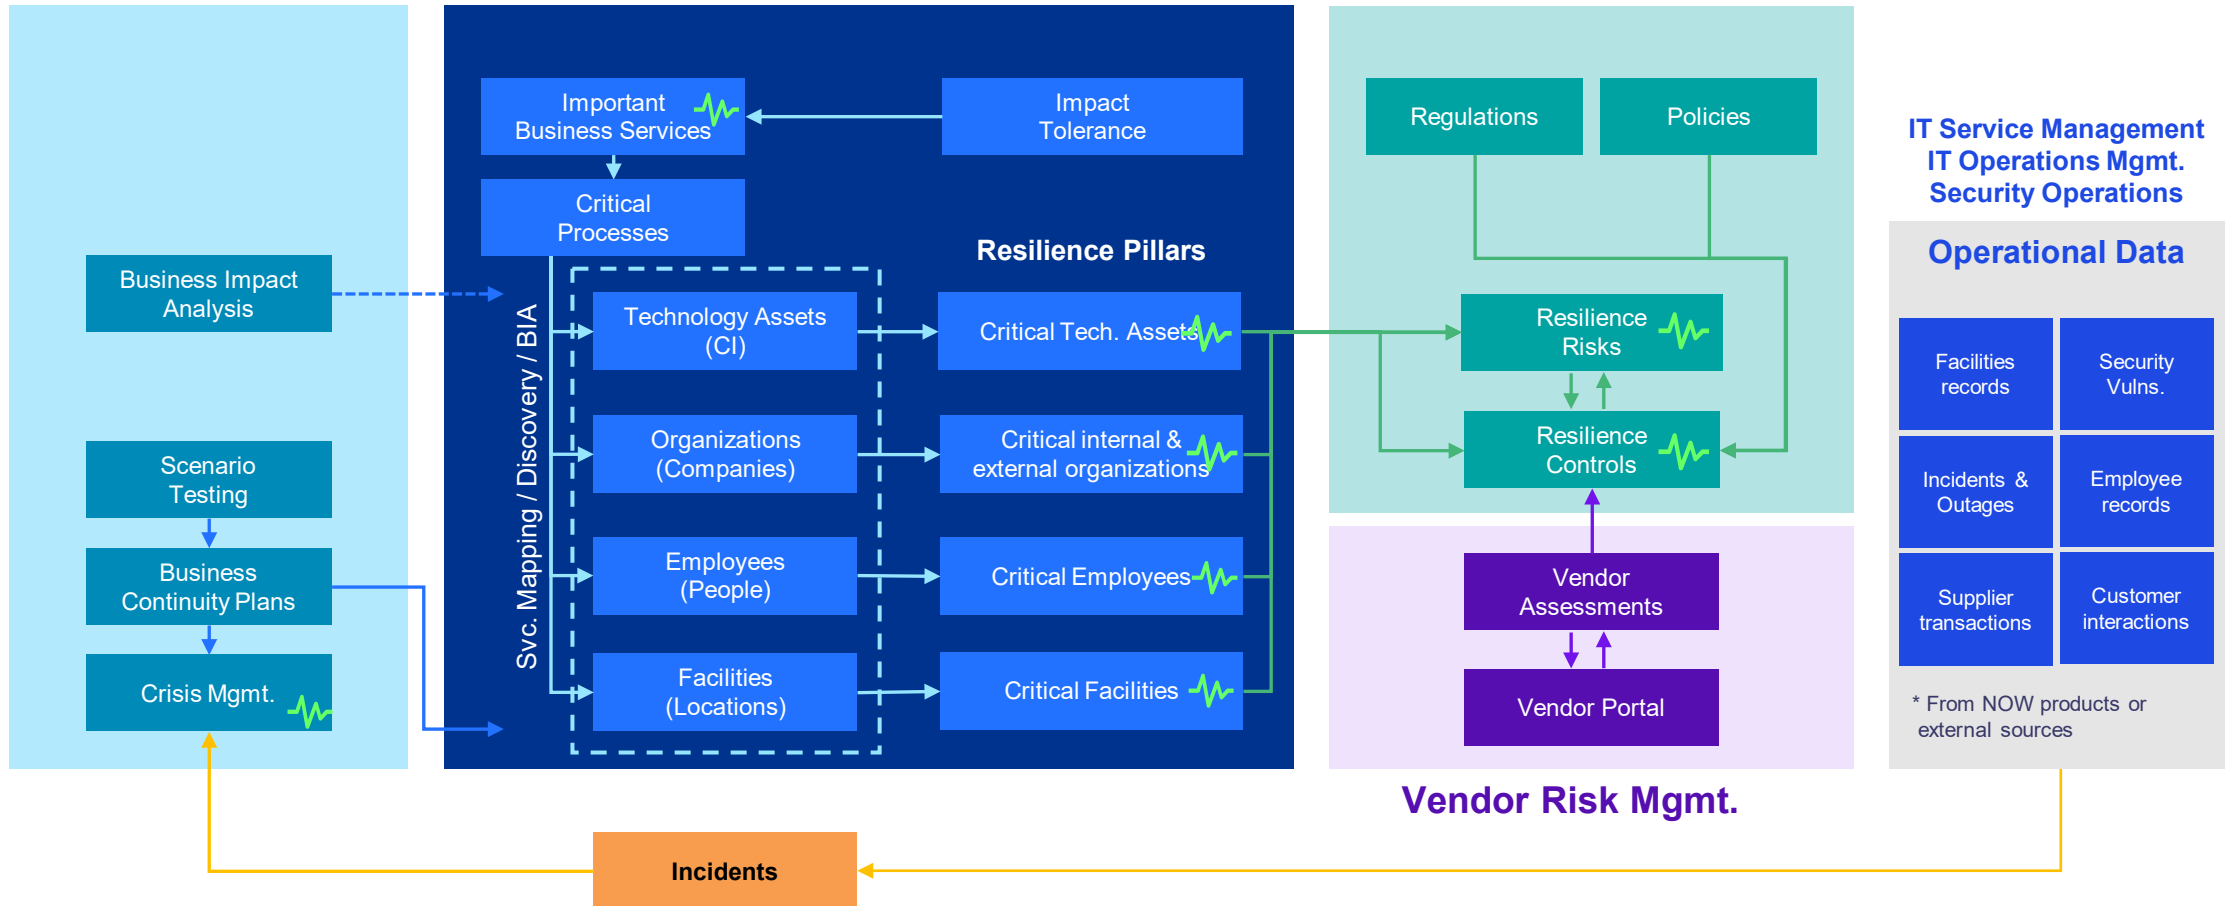 Business Impact
Analysis
Scenario
Testing
Business
Continuity Plans
Crisis Mgmt.
Important
Business Services
Impact
Tolerance
Critical
Processes
Resilience Pillars
Svc. Mapping / Discovery / BIA
Technology Assets
(CI)
Critical Tech. Assets
Organizations
(Companies)
Critical internal &
external organizations
Employees
(People)
Critical Employees
Facilities
(Locations)
Critical Facilities
Regulations
Policies
Resilience
Risks
Resilience
Controls
Vendor
Assessments
Vendor Portal
Vendor Risk Mgmt.
IT Service Management
IT Operations Mgmt.
Security Operations
Operational Data
Facilities
records
Security
Vulns.
Incidents &
Outages
Employee
records
Supplier
transactions
Customer
interactions
* From NOW products or
external sources
Incidents